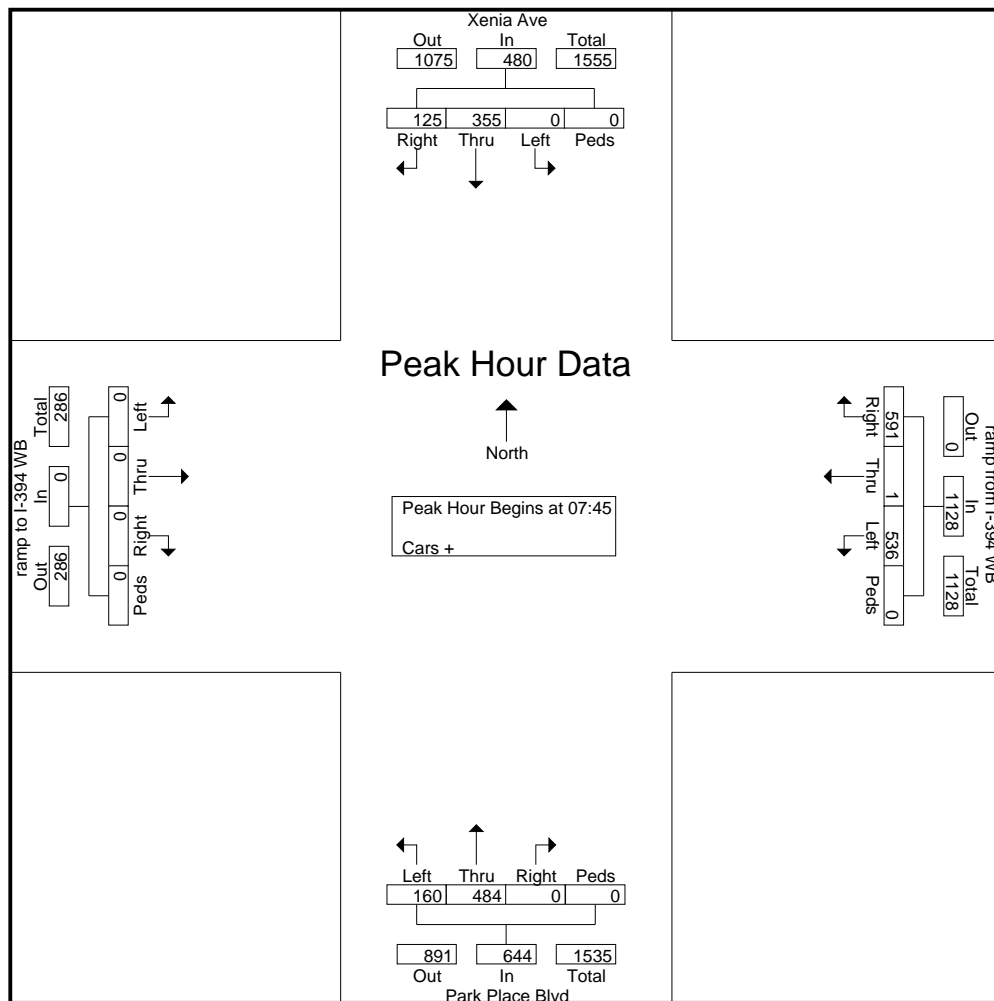 Xenia Ave
Out In Total
1075 480 1555
125 355 0 0
Right Thru Left Peds
Peak Hour Data
North
Peak Hour Begins at 07:45
Cars +
ramp to I-394 WB
Out In Total
286 0 286
0 0 0 0
Left Thru Right Peds
ramp from I-394 WB
Out In Total
0 1128 1128
591 1 536 0
Right Thru Left Peds
Left Thru Right Peds
160 484 0 0
891 644 1535
Out In Total
Park Place Blvd